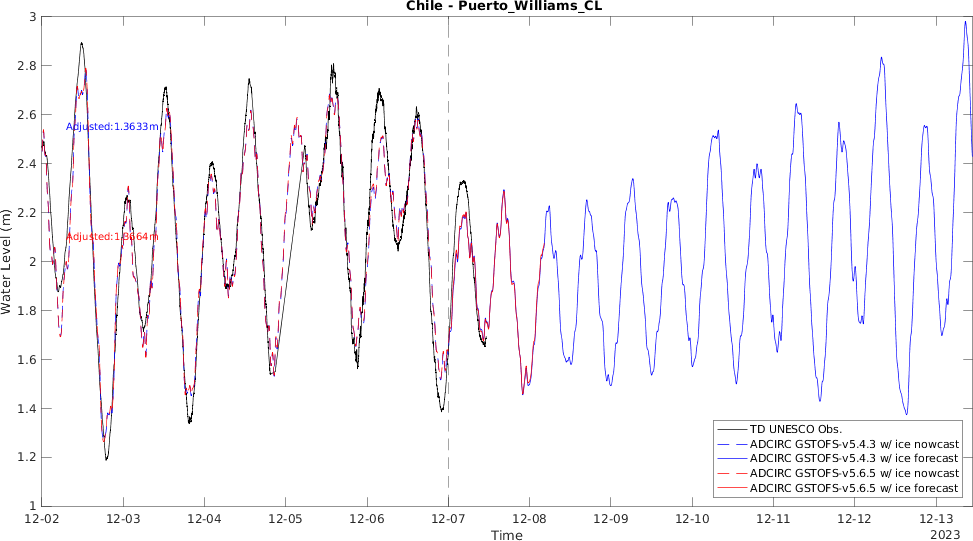 Chile - Puerto_Williams_CL
3
2.8
2.6
2.4
2.2
2
1.8
1.6
1.4
1.2
1
Water Level (m)
Adjusted:1.3633m
Adjusted:1.3664m
TD UNESCO Obs.
ADCIRC GSTOFS-v5.4.3 w/ ice nowcast
ADCIRC GSTOFS-v5.4.3 w/ ice forecast
ADCIRC GSTOFS-v5.6.5 w/ ice nowcast
ADCIRC GSTOFS-v5.6.5 w/ ice forecast
12-02 12-03 12-04 12-05 12-06 12-07 12-08 12-09 12-10 12-11 12-12 12-13
Time
2023